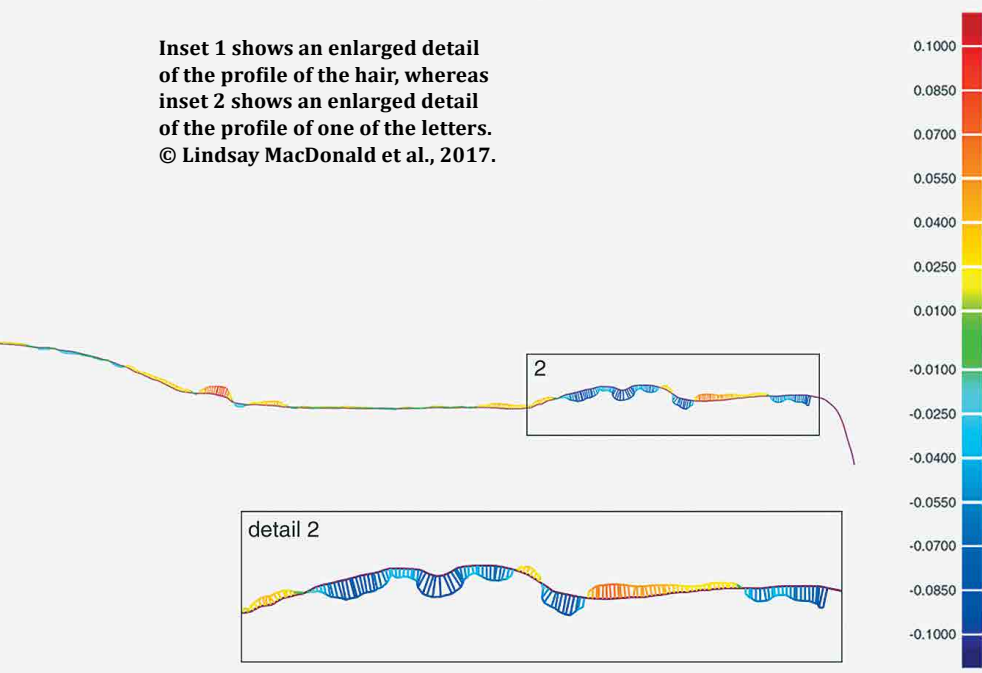 Inset 1 shows an enlarged detail
of the profile of the hair, whereas
inset 2 shows an enlarged detail
of the profile of one of the letters.
© Lindsay MacDonald et al., 2017.
0.1000
0.0850
0.0700
0.0550
0.0400
0.0250
0.0100
-0.0100
-0.0250
-0.0400
-0.0550
-0.0700
-0.0850
-0.1000
2
detail 2